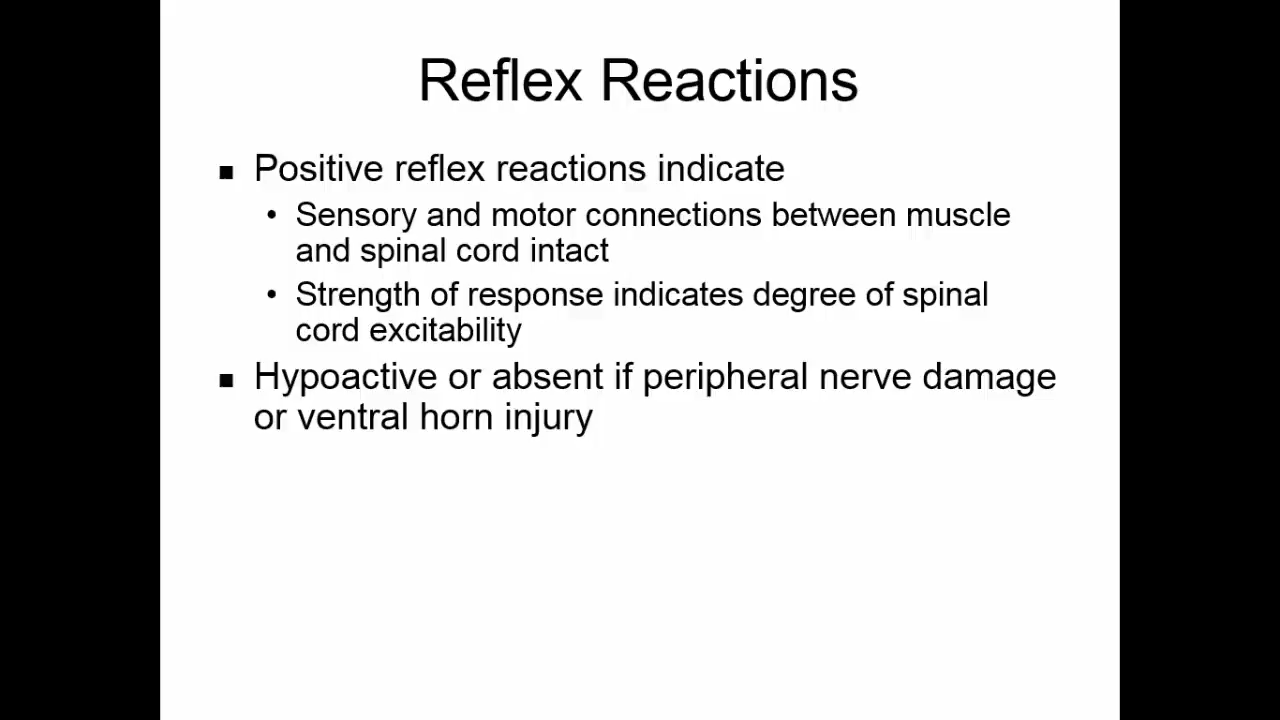 Reflex Reactions
▪ Positive reflex reactions indicate
• Sensory and motor connections between muscle
and spinal cord intact
• Strength of response indicates degree of spinal
cord excitability
▪ Hypoactive or absent if peripheral nerve damage
or ventral horn injury